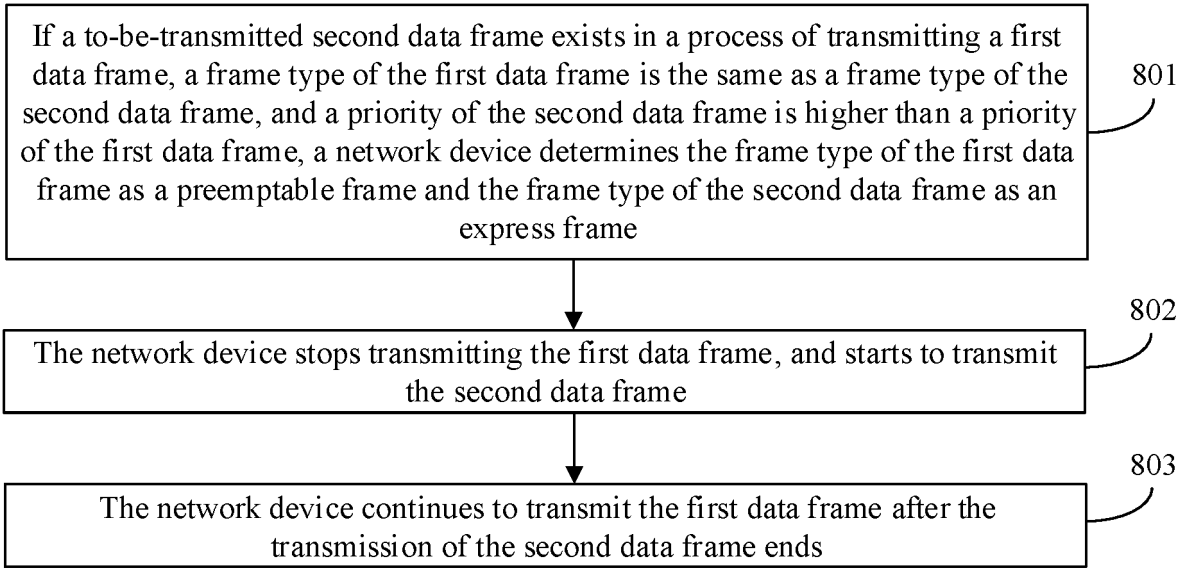 If a to-be-transmitted second data frame exists in a process of transmitting a first
data frame, a frame type of the first data frame is the same as a frame type of the
second data frame, and a priority of the second data frame is higher than a priority
of the first data frame, a network device determines the frame type of the first data
frame as a preemptable frame and the frame type of the second data frame as an
express frame
801
The network device stops transmitting the first data frame, and starts to transmit
the second data frame
802
The network device continues to transmit the first data frame after the
transmission of the second data frame ends
803